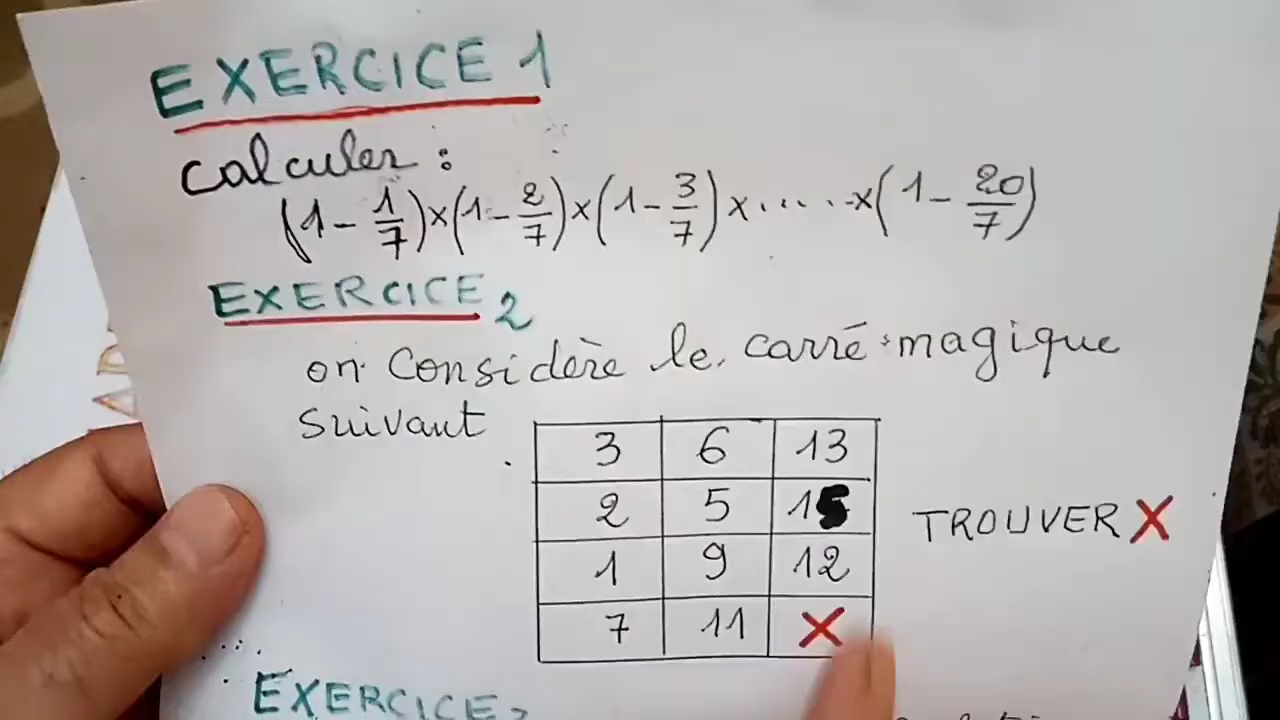 EXERCICE 1
Calculer :
(1 - 1/7) × (1 - 2/7) × (1 - 3/7) × ..... × (1 - 20/7)
EXERCICE 2
on Considère le carré magique
suivant
3 6 13
2 5 15
1 9 12
7 11 X
TROUVER X
EXERCICE